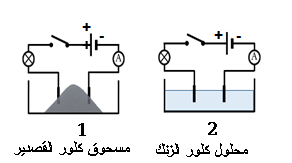 + -
A
+ -
A
1
مسحوق كلور القصدير
2
محلول كلور الزنك